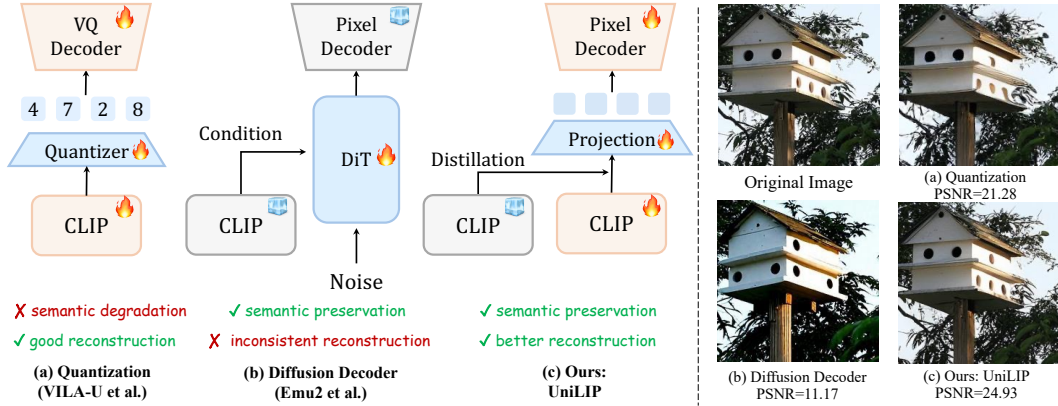 VQ
Decoder
4 7 2 8
Quantizer
CLIP
✗ semantic degradation
✓ good reconstruction
(a) Quantization
(VILA-U et al.)
Pixel
Decoder
Condition
DiT
CLIP
Noise
✓ semantic preservation
✗ inconsistent reconstruction
(b) Diffusion Decoder
(Emu2 et al.)
Pixel
Decoder
Projection
Distillation
CLIP
CLIP
✓ semantic preservation
✓ better reconstruction
(c) Ours:
UniLIP
Original Image
(a) Quantization
PSNR=21.28
(b) Diffusion Decoder
PSNR=11.17
(c) Ours: UniLIP
PSNR=24.93